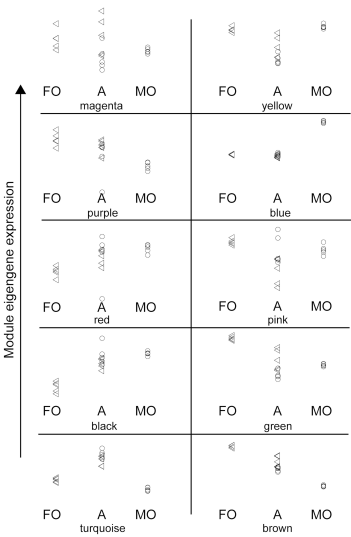 Module eigengene expression
FO A MO FO A MO
magenta yellow
FO A MO FO A MO
purple blue
FO A MO FO A MO
red pink
FO A MO FO A MO
black green
FO A MO FO A MO
turquoise brown